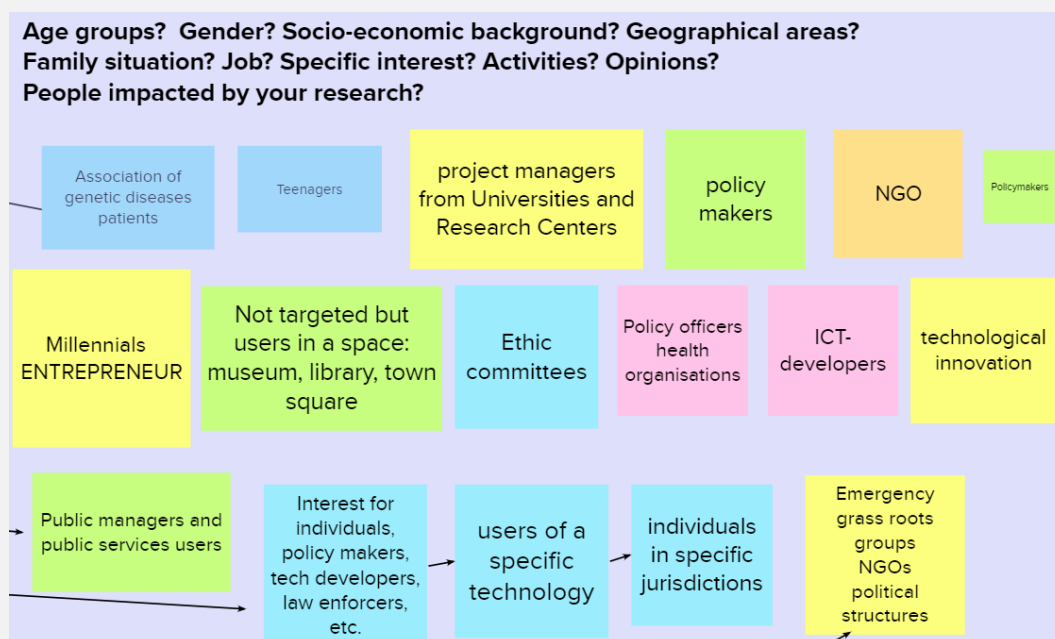 Age groups? Gender? Socio-economic background? Geographical areas?
Family situation? Job? Specific interest? Activities? Opinions?
People impacted by your research?
Association of
genetic diseases
patients
Teenagers
project managers
from Universities and
Research Centers
policy
makers
NGO
Policymakers
Millennials
ENTREPRENEUR
Not targeted but
users in a space:
museum, library, town
square
Ethic
committees
Policy officers
health
organisations
ICT-
developers
technological
innovation
Public managers and
public services users
Interest for
individuals,
policy makers,
tech developers,
law enforcers,
etc.
users of a
specific
technology
individuals
in specific
jurisdictions
Emergency
grass roots
groups
NGOs
political
structures